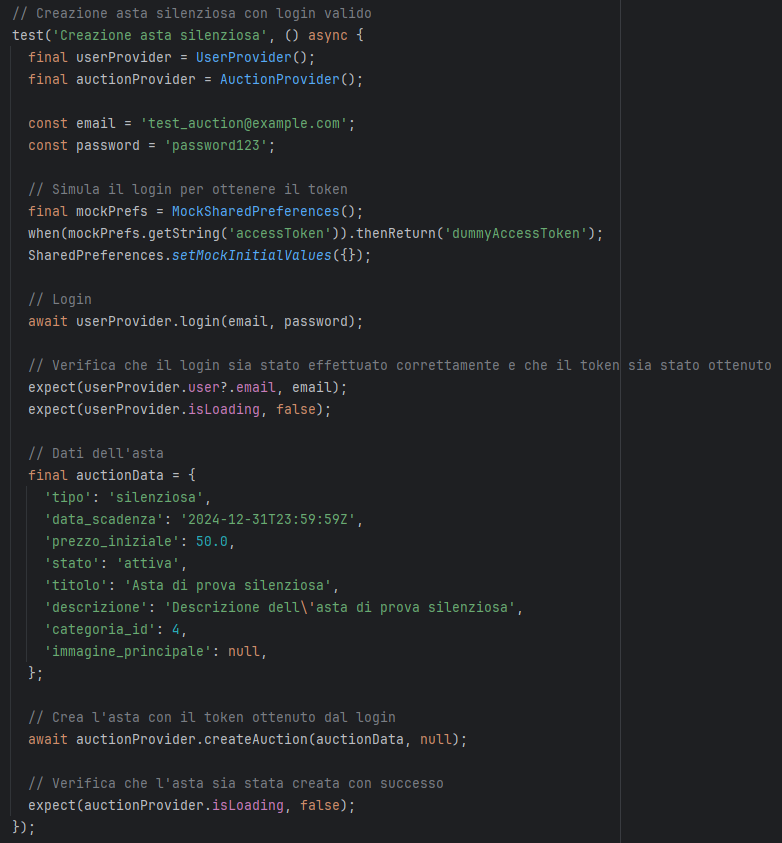 // Creazione asta silenziosa con login valido
test('Creazione asta silenziosa', () async {
final userProvider = UserProvider();
final auctionProvider = AuctionProvider();
const email = 'test_auction@example.com';
const password = 'password123';
// Simula il login per ottenere il token
final mockPrefs = MockSharedPreferences();
when(mockPrefs.getString('accessToken')).thenReturn('dummyAccessToken');
SharedPreferences.setMockInitialValues({});
// Login
await userProvider.login(email, password);
// Verifica che il login sia stato effettuato correttamente e che il token sia stato ottenuto
expect(userProvider.user?.email, email);
expect(userProvider.isLoading, false);
// Dati dell'asta
final auctionData = {
'tipo': 'silenziosa',
'data_scadenza': '2024-12-31T23:59:59Z',
'prezzo_iniziale': 50.0,
'stato': 'attiva',
'titolo': 'Asta di prova silenziosa',
'descrizione': 'Descrizione dell\'asta di prova silenziosa',
'categoria_id': 4,
'immagine_principale': null,
};
// Crea l'asta con il token ottenuto dal login
await auctionProvider.createAuction(auctionData, null);
// Verifica che l'asta sia stata creata con successo
expect(auctionProvider.isLoading, false);
});